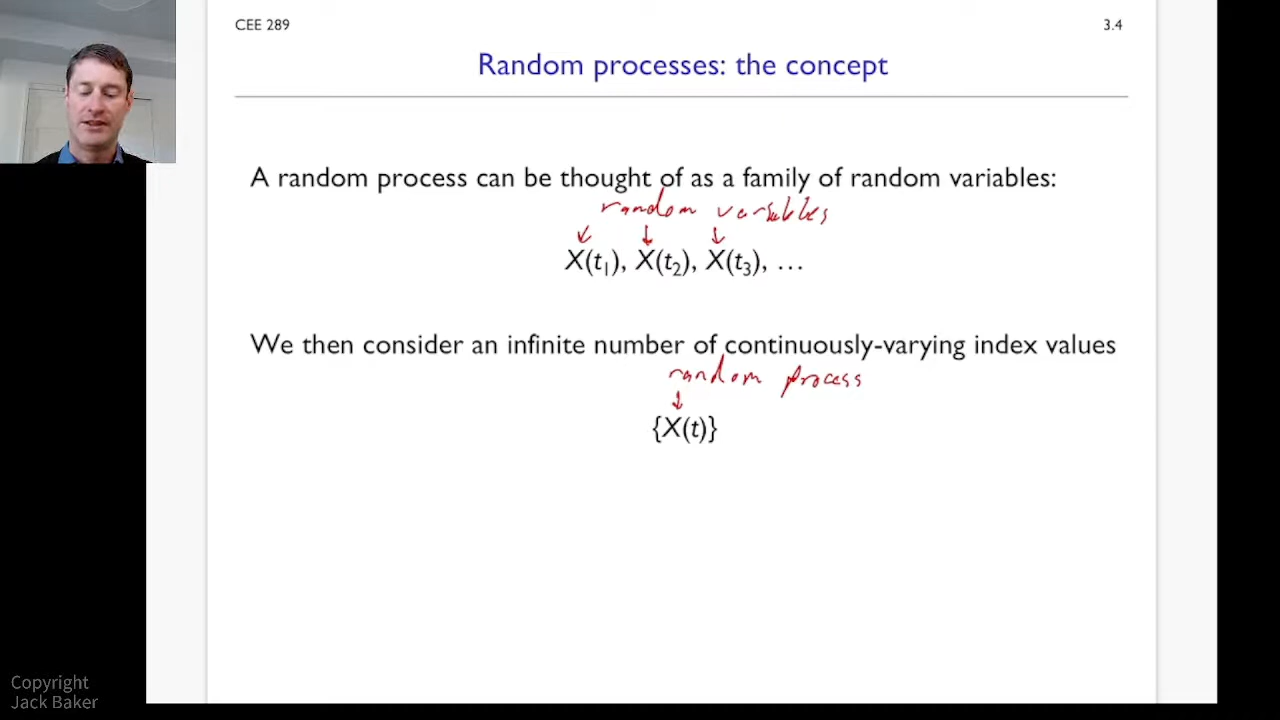 CEE 289
3.4
Random processes: the concept
A random process can be thought of as a family of random variables:
random variables
X(t₁), X(t₂), X(t₃), …
We then consider an infinite number of continuously-varying index values
random process
{X(t)}
Copyright
Jack Baker